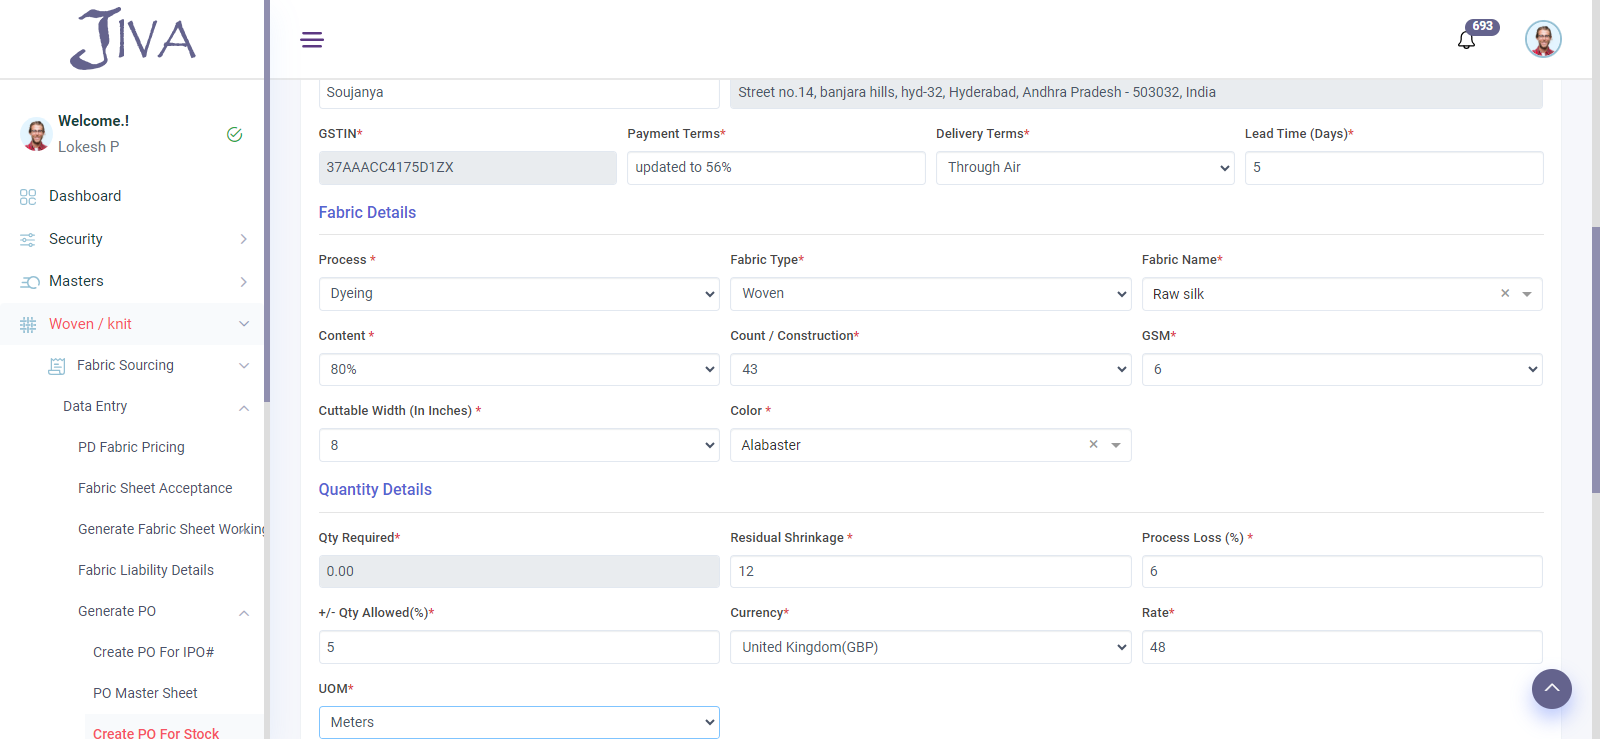 JIVA
693
Welcome.!
Lokesh P
Dashboard
Security
Masters
Woven / knit
Fabric Sourcing
Data Entry
PD Fabric Pricing
Fabric Sheet Acceptance
Generate Fabric Sheet Working
Fabric Liability Details
Generate PO
Create PO For IPO#
PO Master Sheet
Create PO For Stock
Soujanya
Street no.14, banjara hills, hyd-32, Hyderabad, Andhra Pradesh - 503032, India
GSTIN* Payment Terms* Delivery Terms* Lead Time (Days)*
37AAACC4175D1ZX updated to 56% Through Air 5
Fabric Details
Process * Fabric Type* Fabric Name*
Dyeing Woven Raw silk ×
Content * Count / Construction* GSM*
80% 43 6
Cuttable Width (In Inches) * Color *
8 Alabaster ×
Quantity Details
Qty Required* Residual Shrinkage * Process Loss (%) *
0.00 12 6
+/- Qty Allowed(%)* Currency* Rate*
5 United Kingdom(GBP) 48
UOM*
Meters